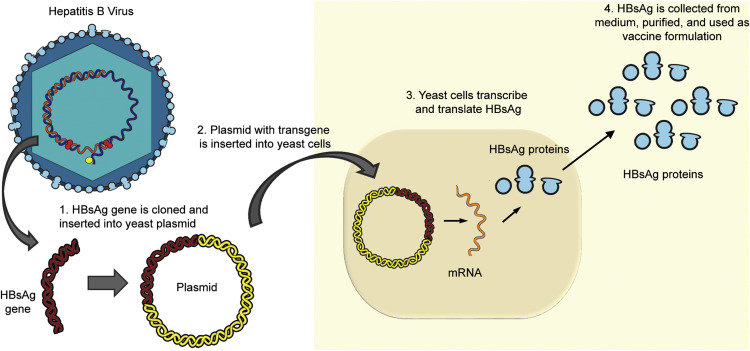 Hepatitis B Virus
1. HBsAg gene is cloned and
inserted into yeast plasmid
HBsAg
gene
Plasmid
2. Plasmid with transgene
is inserted into yeast cells
3. Yeast cells transcribe
and translate HBsAg
mRNA
HBsAg proteins
4. HBsAg is collected from
medium, purified, and used as
vaccine formulation
HBsAg proteins